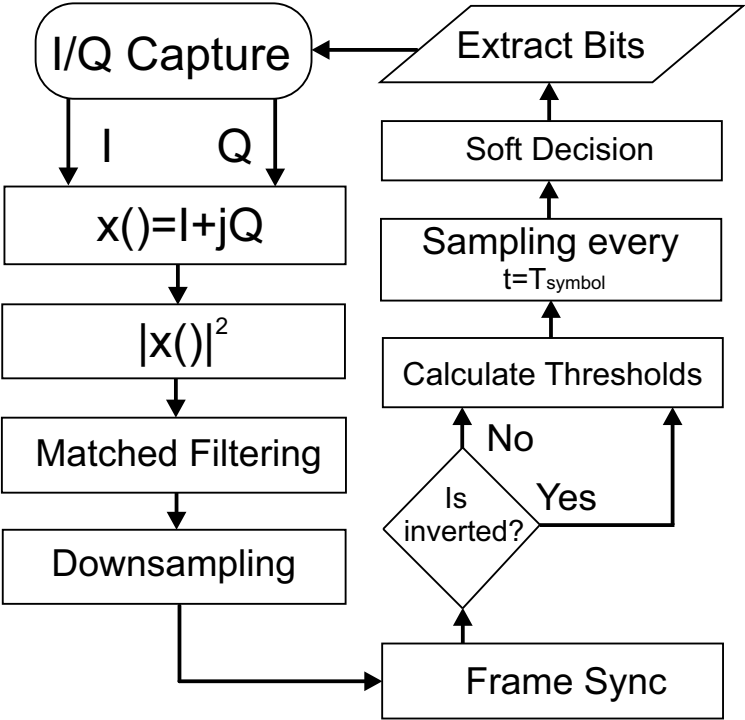 I/Q Capture
I
Q
x()=I+jQ
|x()|²
Matched Filtering
Downsampling
Frame Sync
Is
inverted?
No
Yes
Calculate Thresholds
Sampling every
t=Tsymbol
Soft Decision
Extract Bits